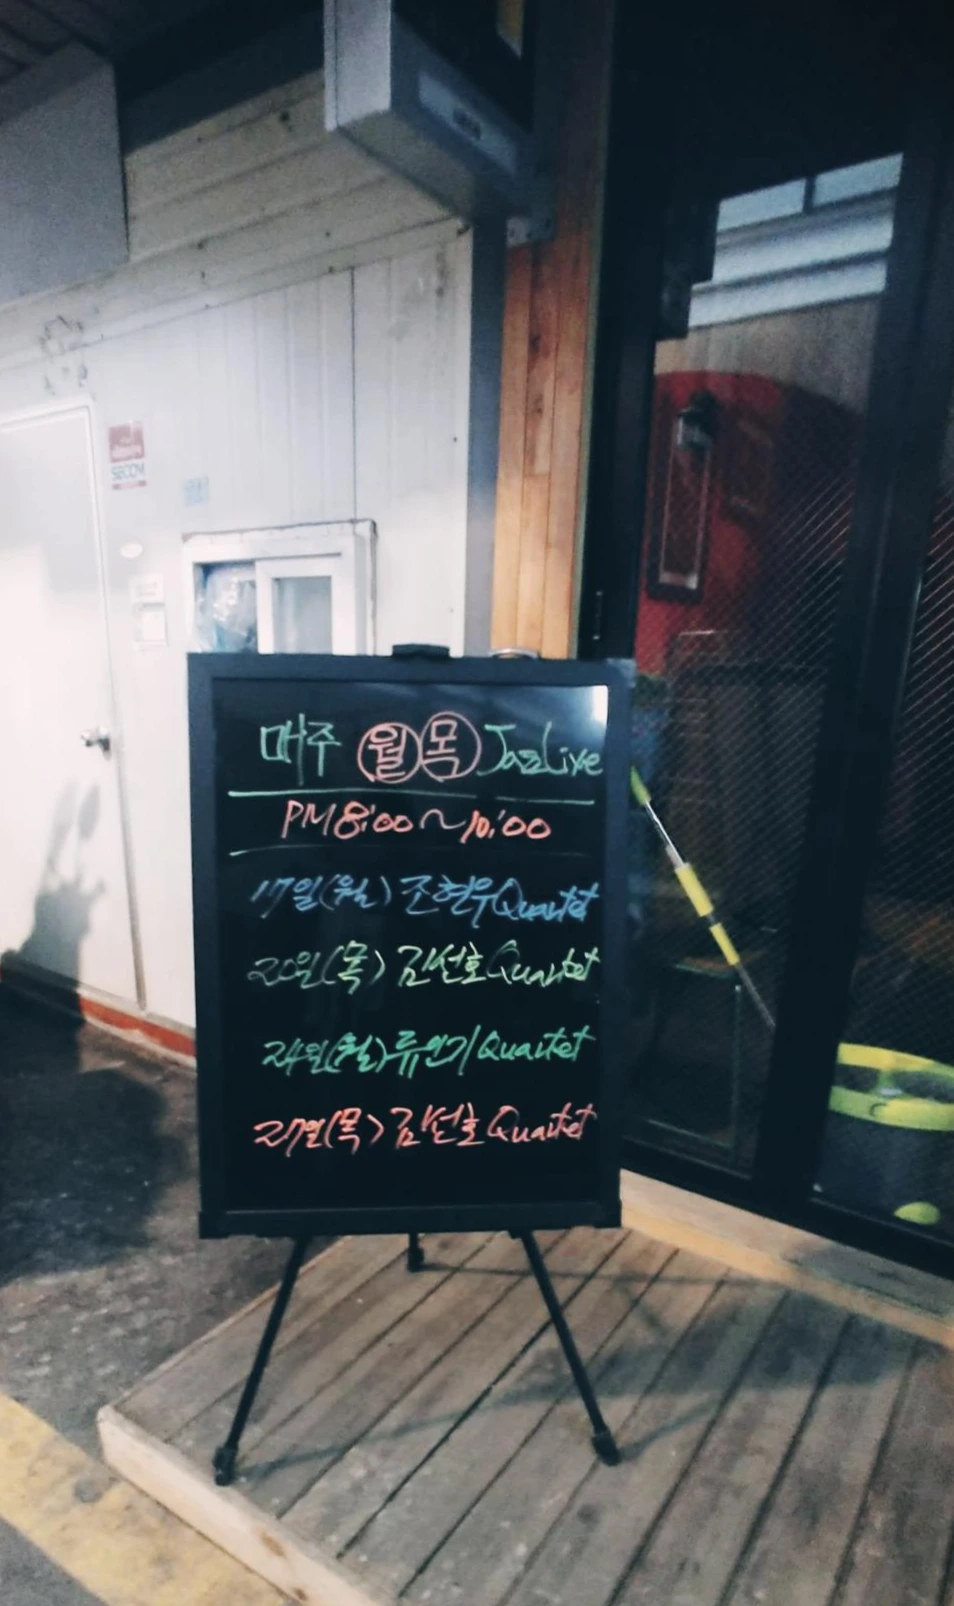 SECOM
매주 월 목 Jazz Live
PM 8:00~10:00
17일(월) 조현우 Quartet
20일(목) 김선호 Quartet
24일(월) 류인기 Quartet
27일(목) 김선호 Quartet